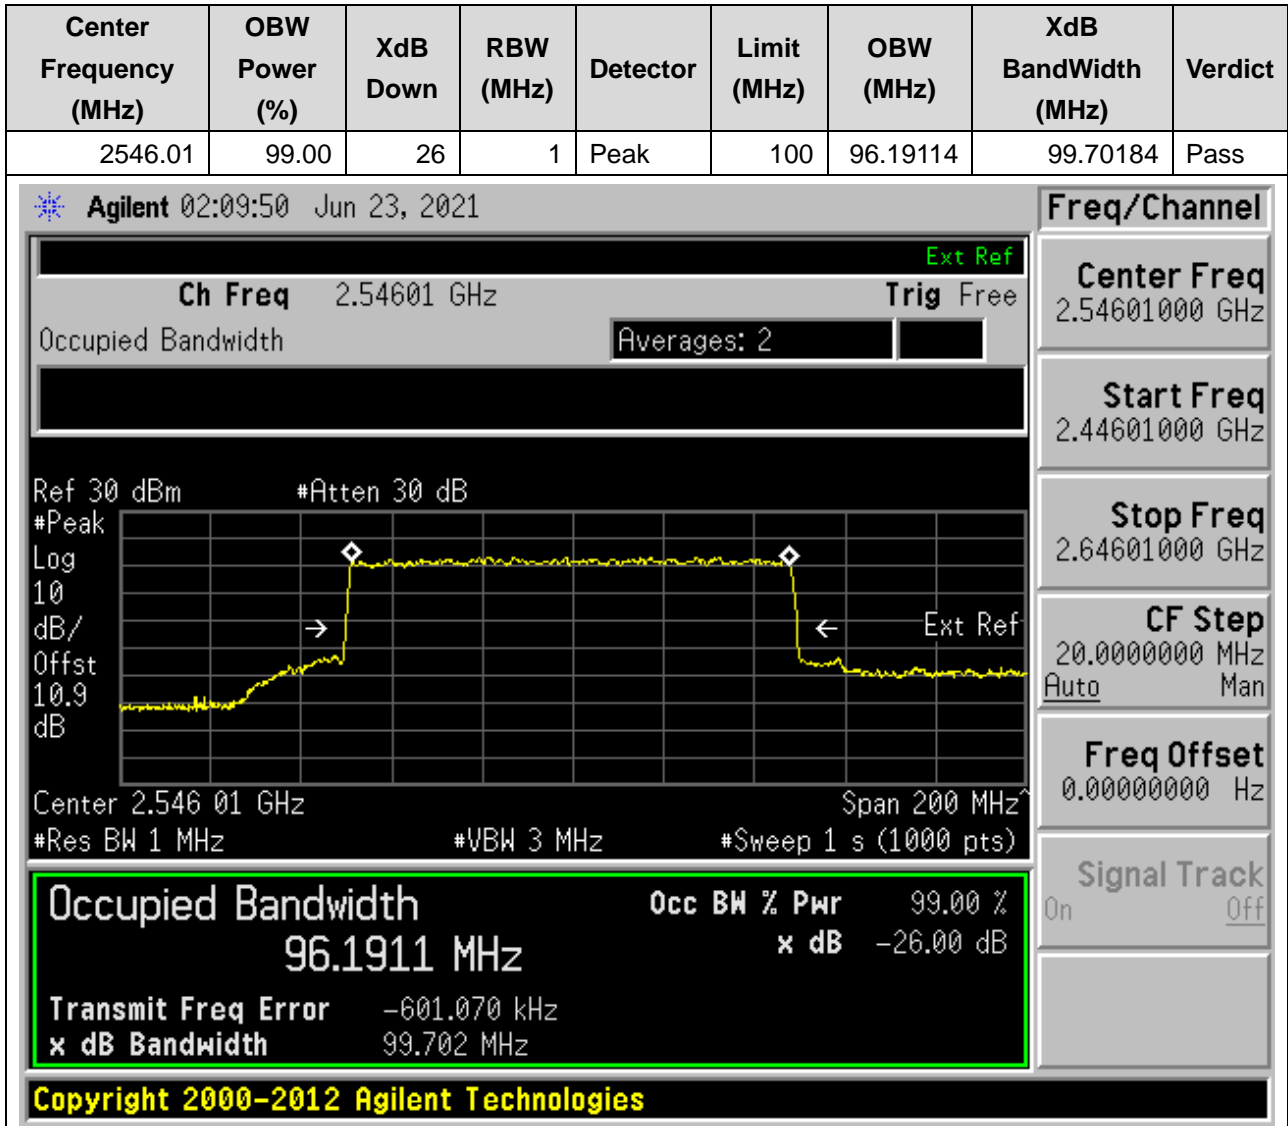 Center Frequency (MHz) OBW Power (%) XdB Down RBW (MHz) Detector Limit (MHz) OBW (MHz) XdB BandWidth (MHz) Verdict
2546.01 99.00 26 1 Peak 100 96.19114 99.70184 Pass
Agilent 02:09:50 Jun 23, 2021
Freq/Channel
Ext Ref
Ch Freq 2.54601 GHz Trig Free
Occupied Bandwidth Averages: 2
Center Freq
2.54601000 GHz
Start Freq
2.44601000 GHz
Stop Freq
2.64601000 GHz
CF Step
20.0000000 MHz
Auto Man
Freq Offset
0.00000000 Hz
Signal Track
On Off
Ref 30 dBm #Atten 30 dB
#Peak
Log
10
dB/
Offst
10.9
dB
Ext Ref
Center 2.546 01 GHz Span 200 MHz^
#Res BW 1 MHz #VBW 3 MHz #Sweep 1 s (1000 pts)
Occupied Bandwidth
96.1911 MHz
Occ BW % Pwr 99.00 %
x dB -26.00 dB
Transmit Freq Error -601.070 kHz
x dB Bandwidth 99.702 MHz
Copyright 2000-2012 Agilent Technologies